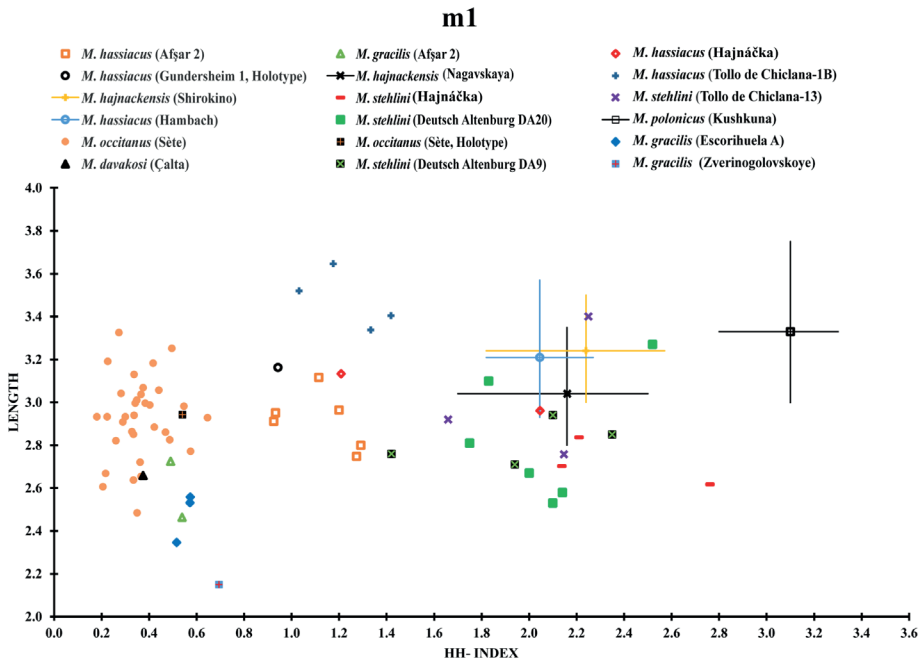 m1
M. hassiacus (Afşar 2)
M. gracilis (Afşar 2)
M. hassiacus (Hajnáčka)
M. hassiacus (Gundersheim 1, Holotype)
M. hajnackensis (Nagavskaya)
M. hassiacus (Tollo de Chiclana-1B)
M. hajnackensis (Shirokino)
M. stehlini (Hajnáčka)
M. stehlini (Tollo de Chiclana-13)
M. hassiacus (Hambach)
M. stehlini (Deutsch Altenburg DA20)
M. polonicus (Kushkuna)
M. occitanus (Sète)
M. occitanus (Sète, Holotype)
M. gracilis (Escorihuela A)
M. davakosi (Çalta)
M. stehlini (Deutsch Altenburg DA9)
M. gracilis (Zverinogolovskoye)
4.0
3.8
3.6
3.4
3.2
3.0
2.8
2.6
2.4
2.2
2.0
LENGTH
0.0 0.2 0.4 0.6 0.8 1.0 1.2 1.4 1.6 1.8 2.0 2.2 2.4 2.6 2.8 3.0 3.2 3.4 3.6
HH- INDEX